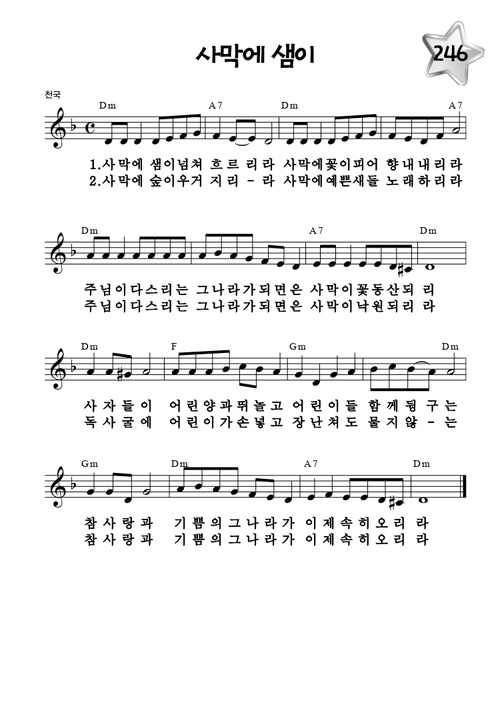 사막에 샘이
246
천국
Dm A7 Dm A7
1.사막에 샘이넘쳐 흐르리라 사막에꽃이피어 향내내리라
2.사막에 숲이우거 지리-라 사막에예쁜새들 노래하리라
Dm A7 Dm
주님이다스리는 그나라가되면은 사막이꽃동산되 리
주님이다스리는 그나라가되면은 사막이낙원되리 라
Dm F Gm Dm
사자들이 어린양과뛰놀고 어린이들 함께뒹구는
독사굴에 어린이가손넣고 장난쳐도 물지않-는
Gm Dm A7 Dm
참사랑과 기쁨의그나라가 이제속히오리 라
참사랑과 기쁨의그나라가 이제속히오리 라